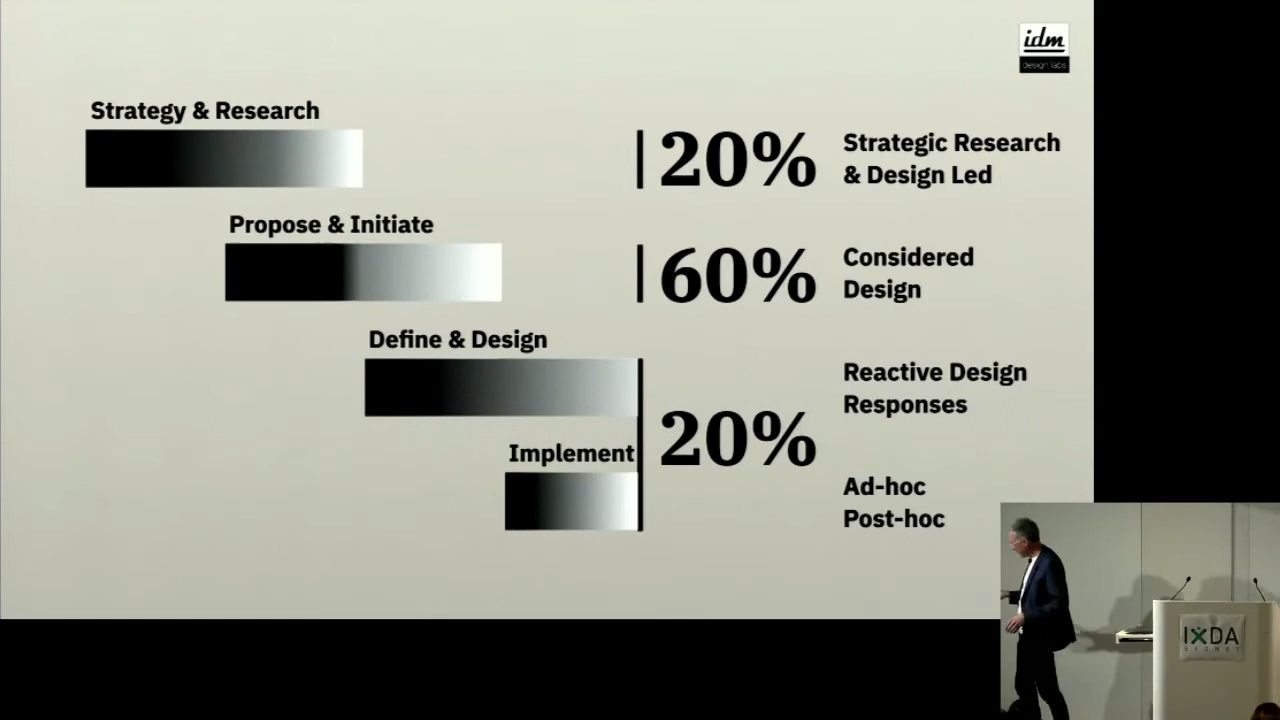 idm
design labs
Strategy & Research
20%
Strategic Research
& Design Led
Propose & Initiate
60%
Considered
Design
Define & Design
Reactive Design
Responses
20%
Implement
Ad-hoc
Post-hoc
IXDA
SYDNEY